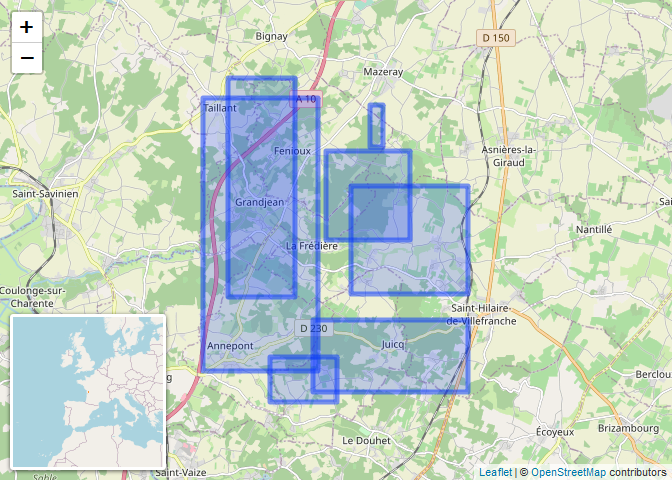 +
−
Bignay
D 150
Mazeray
A 10
Taillant
Fenioux
Asnières-la-
Giraud
Saint-Savinien
Grandjean
Nantillé
La Frédière
Coulonge-sur-
Charente
Saint-Hilaire-
de-Villefranche
D 230
Annepont
Juicq
Écoyeux
Brizambourg
Le Douhet
Saint-Vaize
Leaflet | © OpenStreetMap contributors